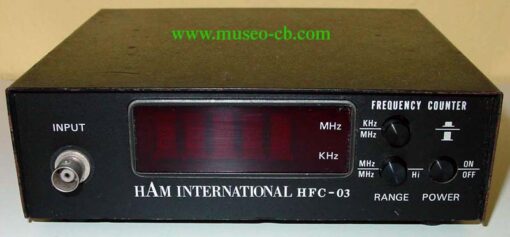 www.museo-cb.com
FREQUENCY COUNTER
INPUT
KHz
MHz
MHz
KHz
MHz
MHz
Hi
ON
OFF
RANGE POWER
HAM INTERNATIONAL HFC-03